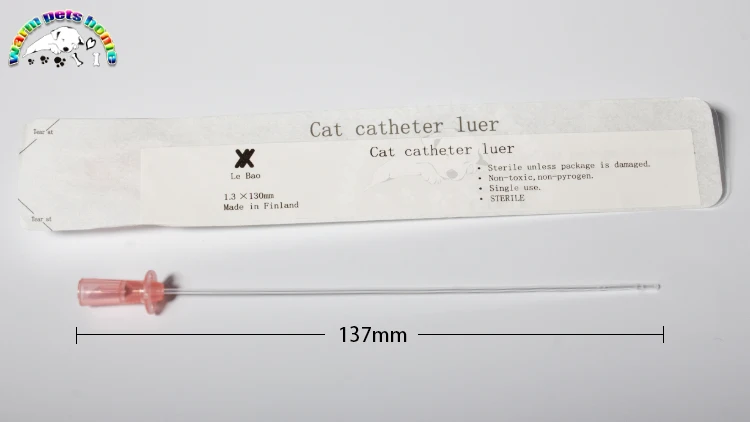 warm pets home
Tear at
Cat catheter luer
Cat catheter luer
Le Bao
1.3 ×130mm
Made in Finland
• Sterile unless package is damaged.
• Non-toxic,non-pyrogen.
• Single use.
• STERILE
Tear at
137mm